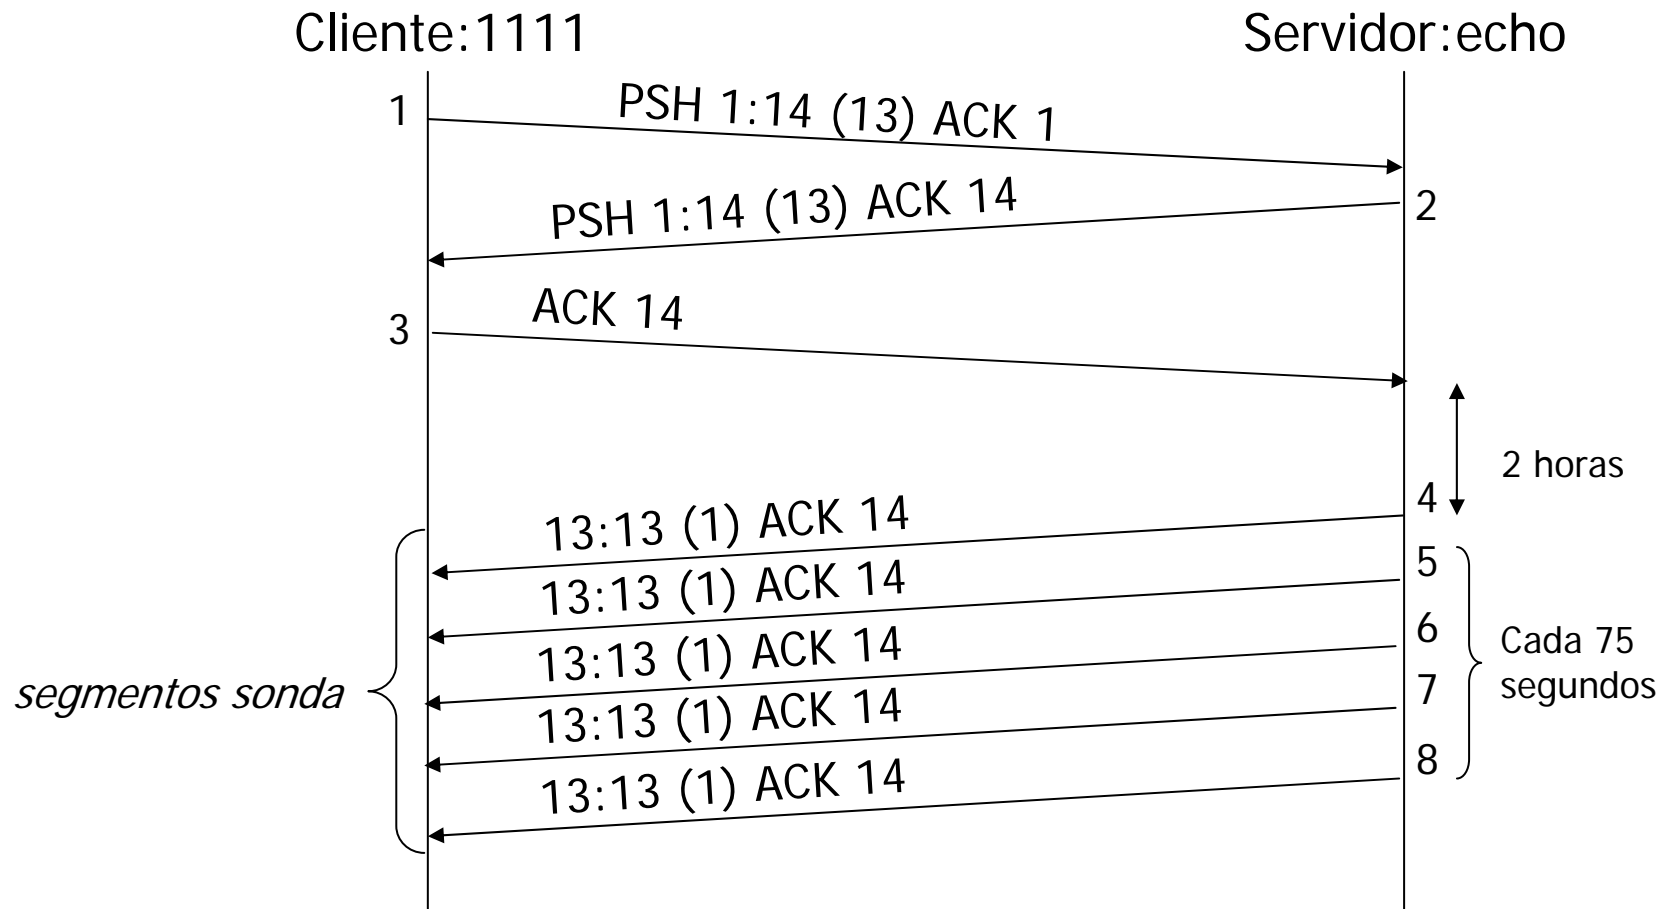 Cliente:1111
Servidor:echo
1
PSH 1:14 (13) ACK 1
PSH 1:14 (13) ACK 14
2
3
ACK 14
2 horas
4
13:13 (1) ACK 14
5
13:13 (1) ACK 14
6
13:13 (1) ACK 14
Cada 75
segundos
segmentos sonda
7
13:13 (1) ACK 14
8
13:13 (1) ACK 14